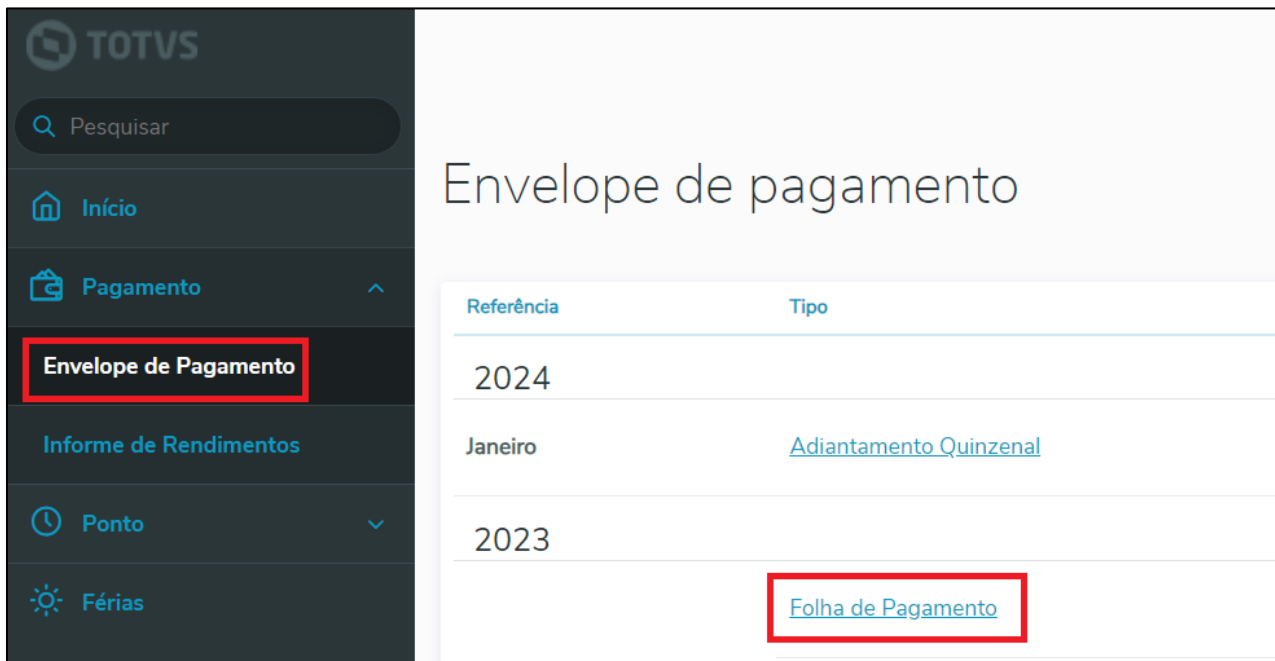 TOTVS
Pesquisar
Início
Pagamento
Envelope de Pagamento
Informe de Rendimentos
Ponto
Férias
Envelope de pagamento
Referência Tipo
2024
Janeiro Adiantamento Quinzenal
2023
Folha de Pagamento